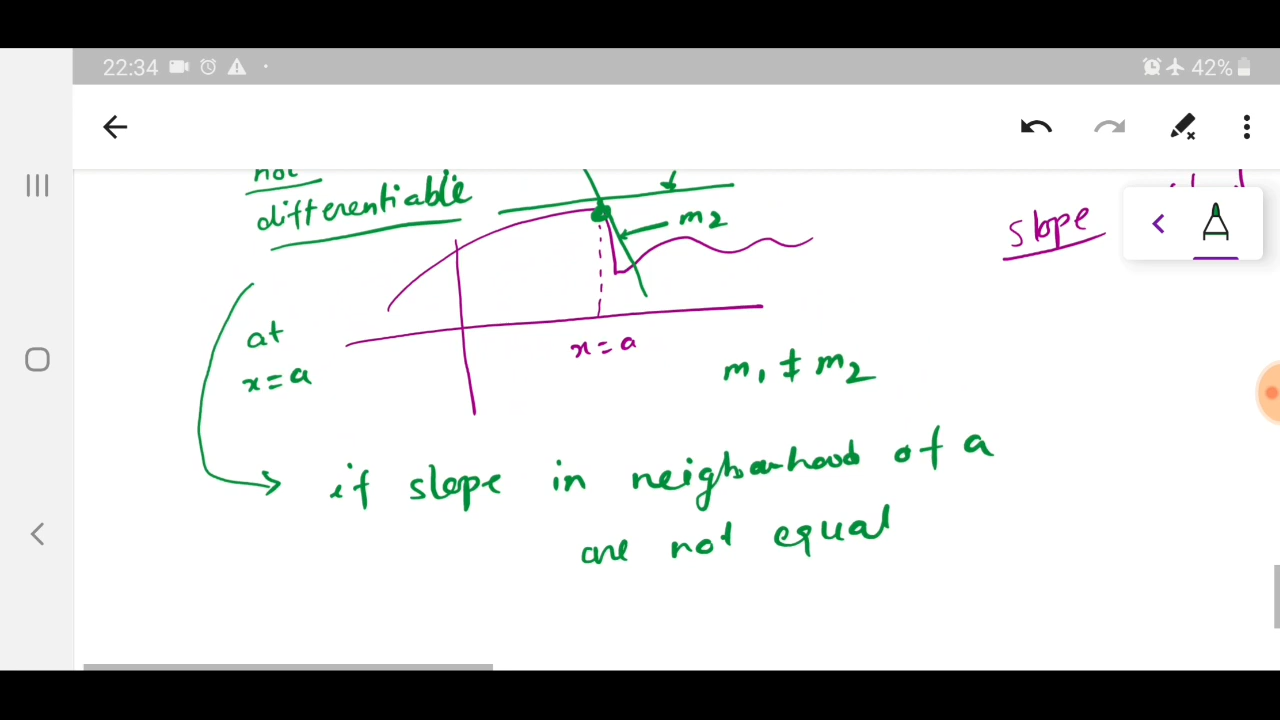 22:34
42%
not
differentiable
m2
slope
at
x = a
x = a
m1 ≠ m2
if slope in neighborhood of a
are not equal